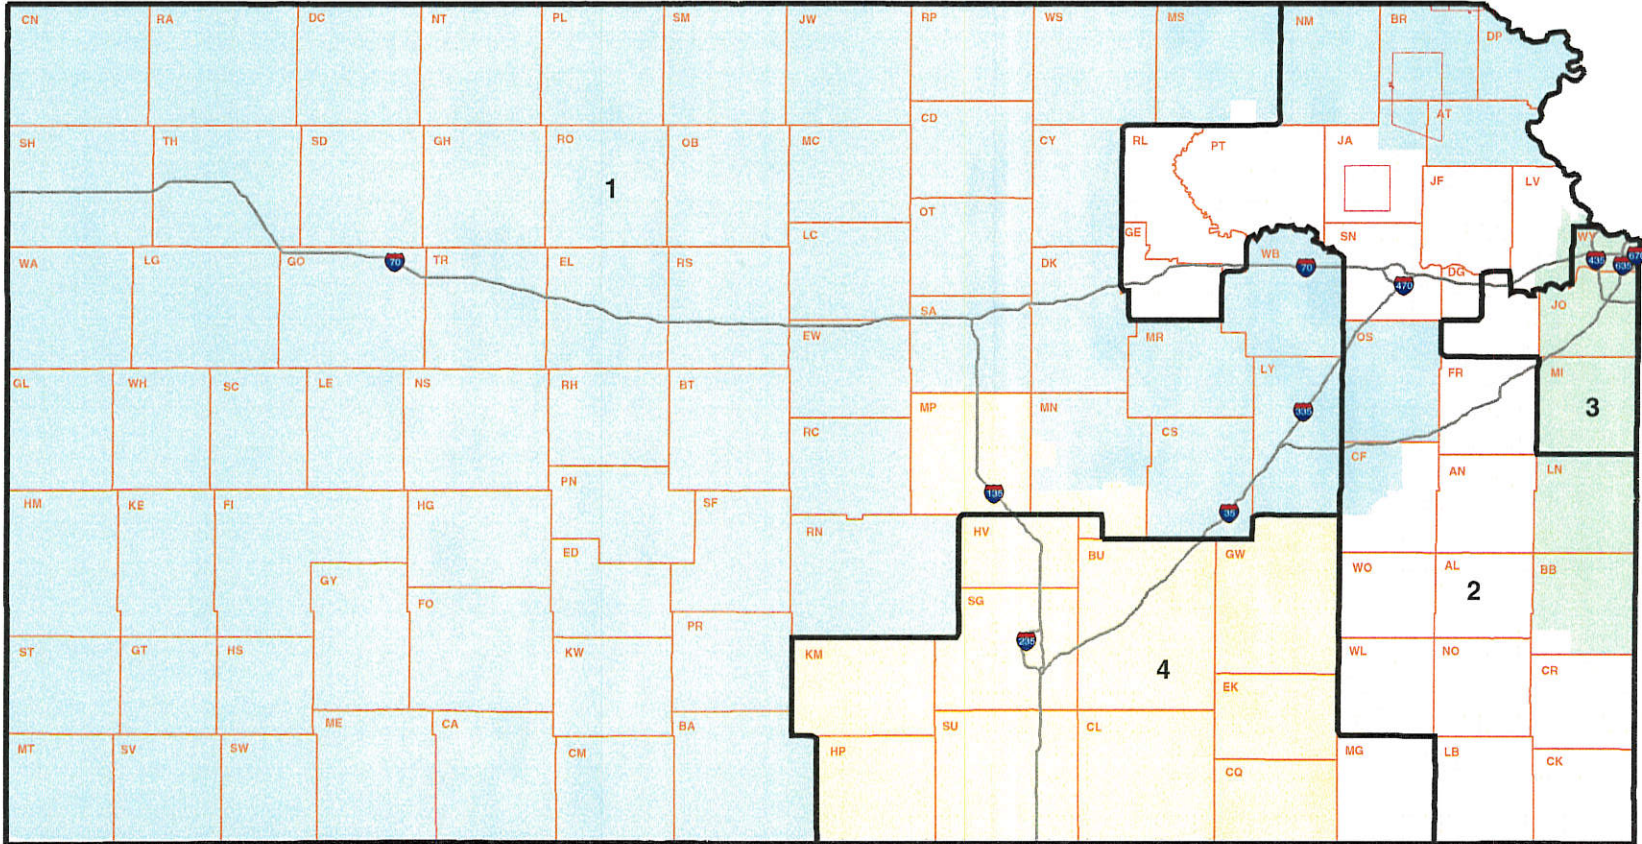 CN RA DC NT PL SM JW RP WS MS NM BR DP
SH TH SD GH RO OB MC CD CY RL PT JA AT
1
OT JF LV
WA LG GO 70 TR EL RS LC DK GE WB 70 SN DG WY 435 635 670
470
SA EW MR OS JO
GL WH SC LE NS RH BT MP MN LY FR MI
335 3
RC CS CF AN LN
HM KE FI HG PN SF 135 35
RN HV BU GW
ED WO AL BB
GY FO SG 2
ST GT HS KW PR 235 KM 4 WL NO CR
EK
MT SV SW ME CA CM BA HP SU CL CQ MG LB CK